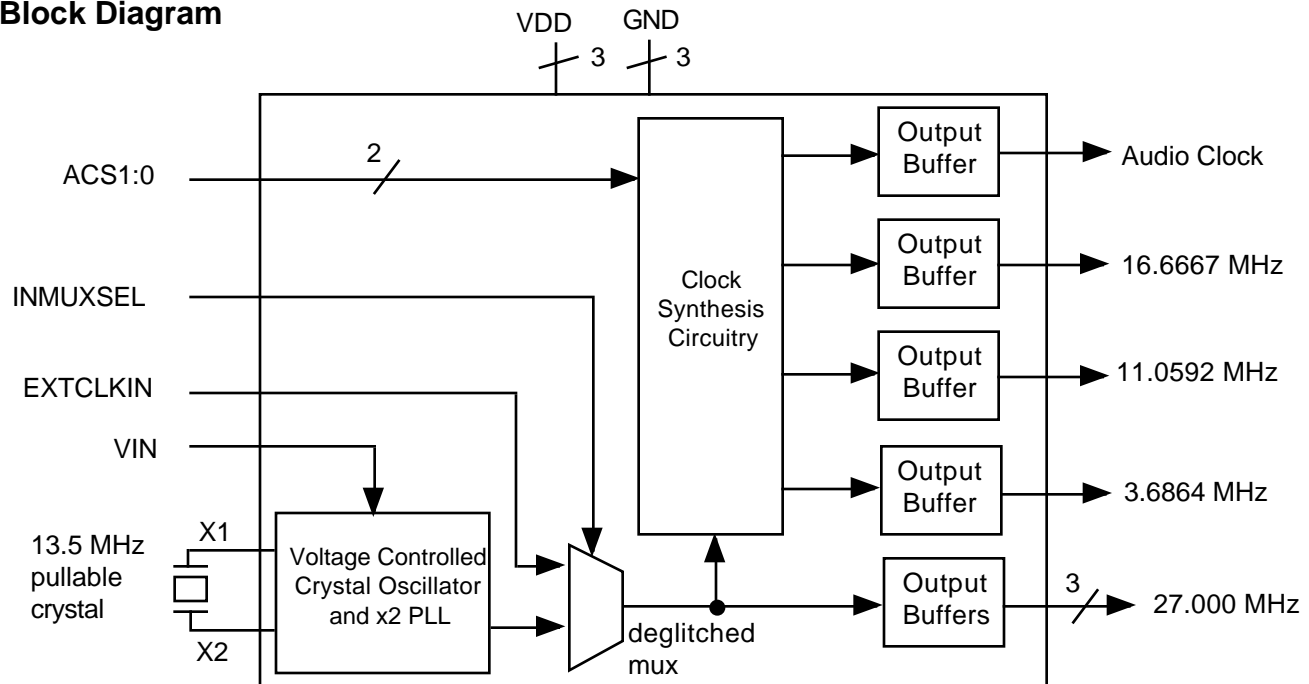 Block Diagram
VDD
GND
3
3
ACS1:0
2
INMUXSEL
EXTCLKIN
VIN
13.5 MHz
pullable
crystal
X1
X2
Voltage Controlled
Crystal Oscillator
and x2 PLL
deglitched
mux
Clock
Synthesis
Circuitry
Output
Buffer
Audio Clock
Output
Buffer
16.6667 MHz
Output
Buffer
11.0592 MHz
Output
Buffer
3.6864 MHz
Output
Buffers
3
27.000 MHz